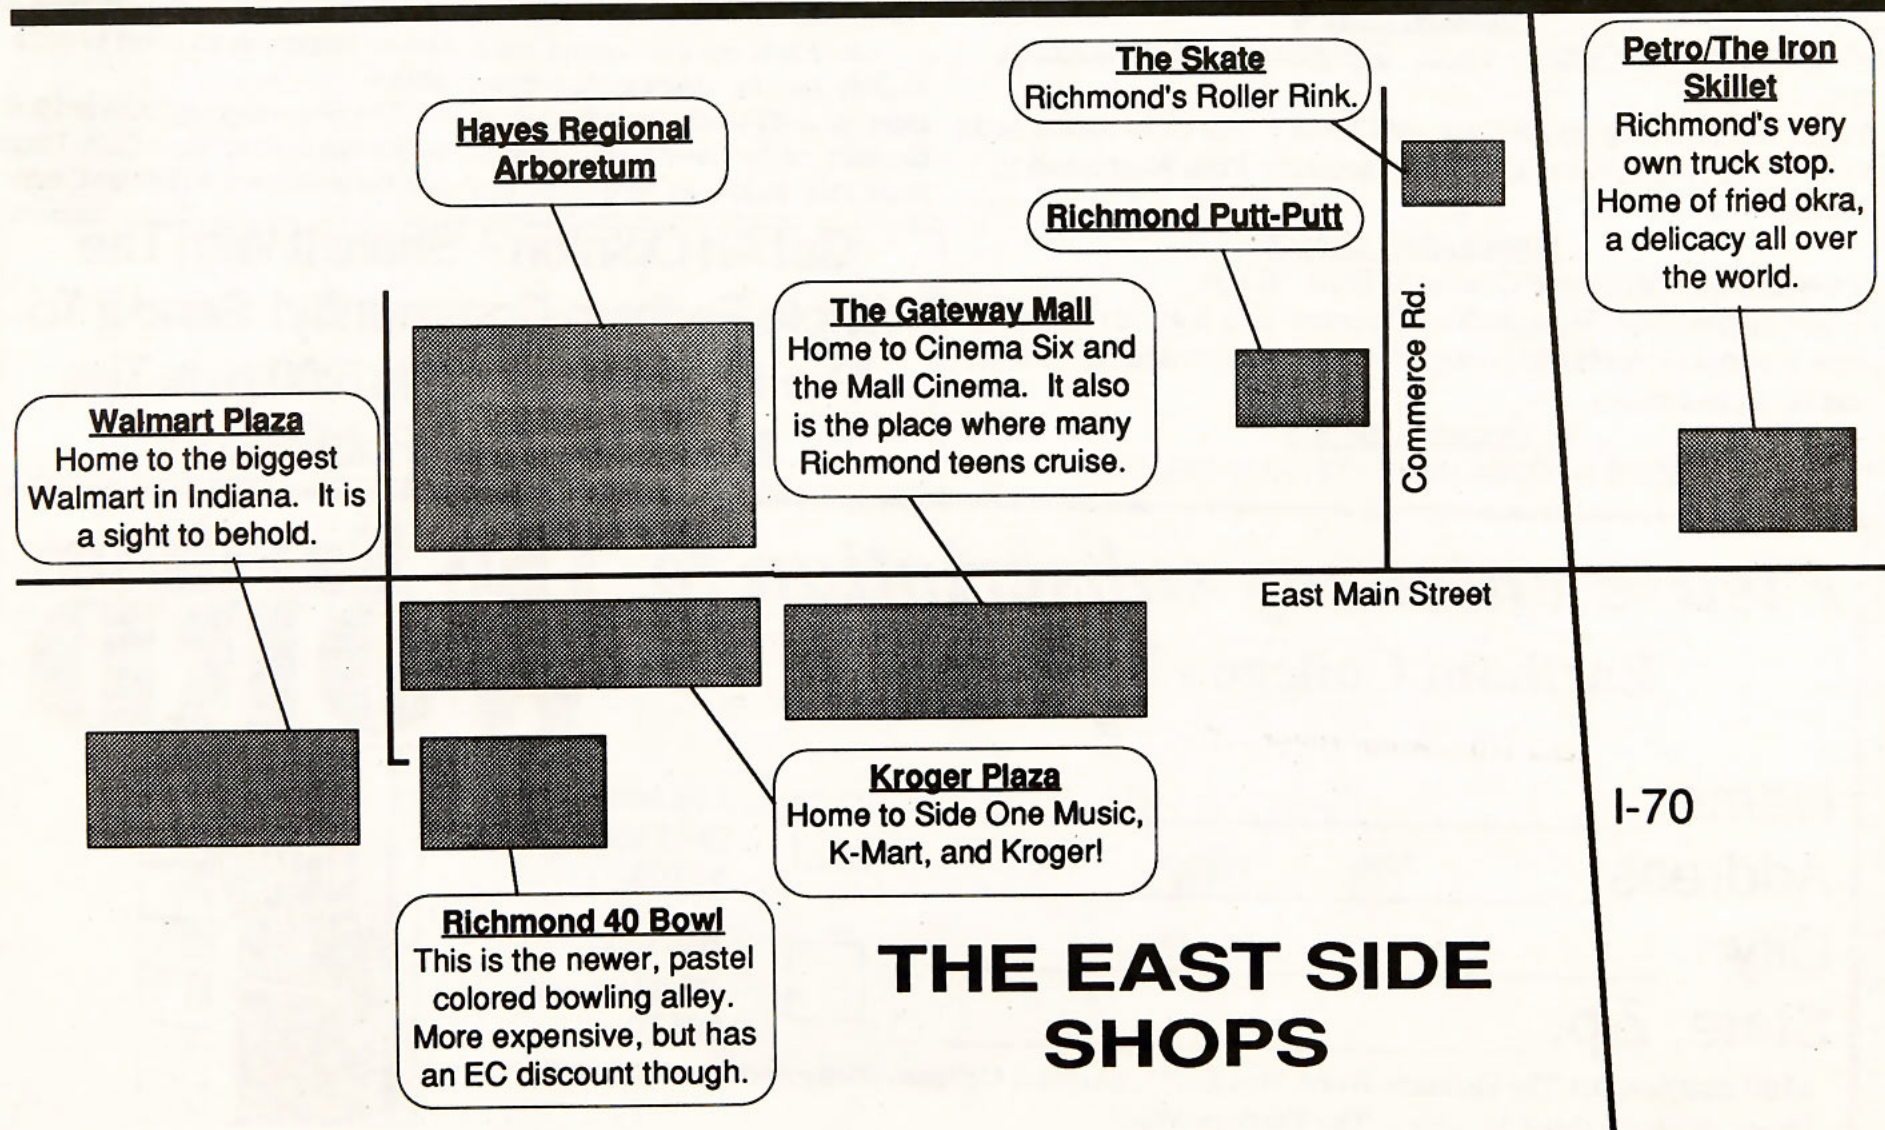 The Skate
Richmond's Roller Rink.
Petro/The Iron
Skillet
Richmond's very
own truck stop.
Home of fried okra,
a delicacy all over
the world.
Hayes Regional
Arboretum
Richmond Putt-Putt
The Gateway Mall
Home to Cinema Six and
the Mall Cinema. It also
is the place where many
Richmond teens cruise.
Commerce Rd.
Walmart Plaza
Home to the biggest
Walmart in Indiana. It is
a sight to behold.
East Main Street
Kroger Plaza
Home to Side One Music,
K-Mart, and Kroger!
I-70
Richmond 40 Bowl
This is the newer, pastel
colored bowling alley.
More expensive, but has
an EC discount though.
THE EAST SIDE
SHOPS